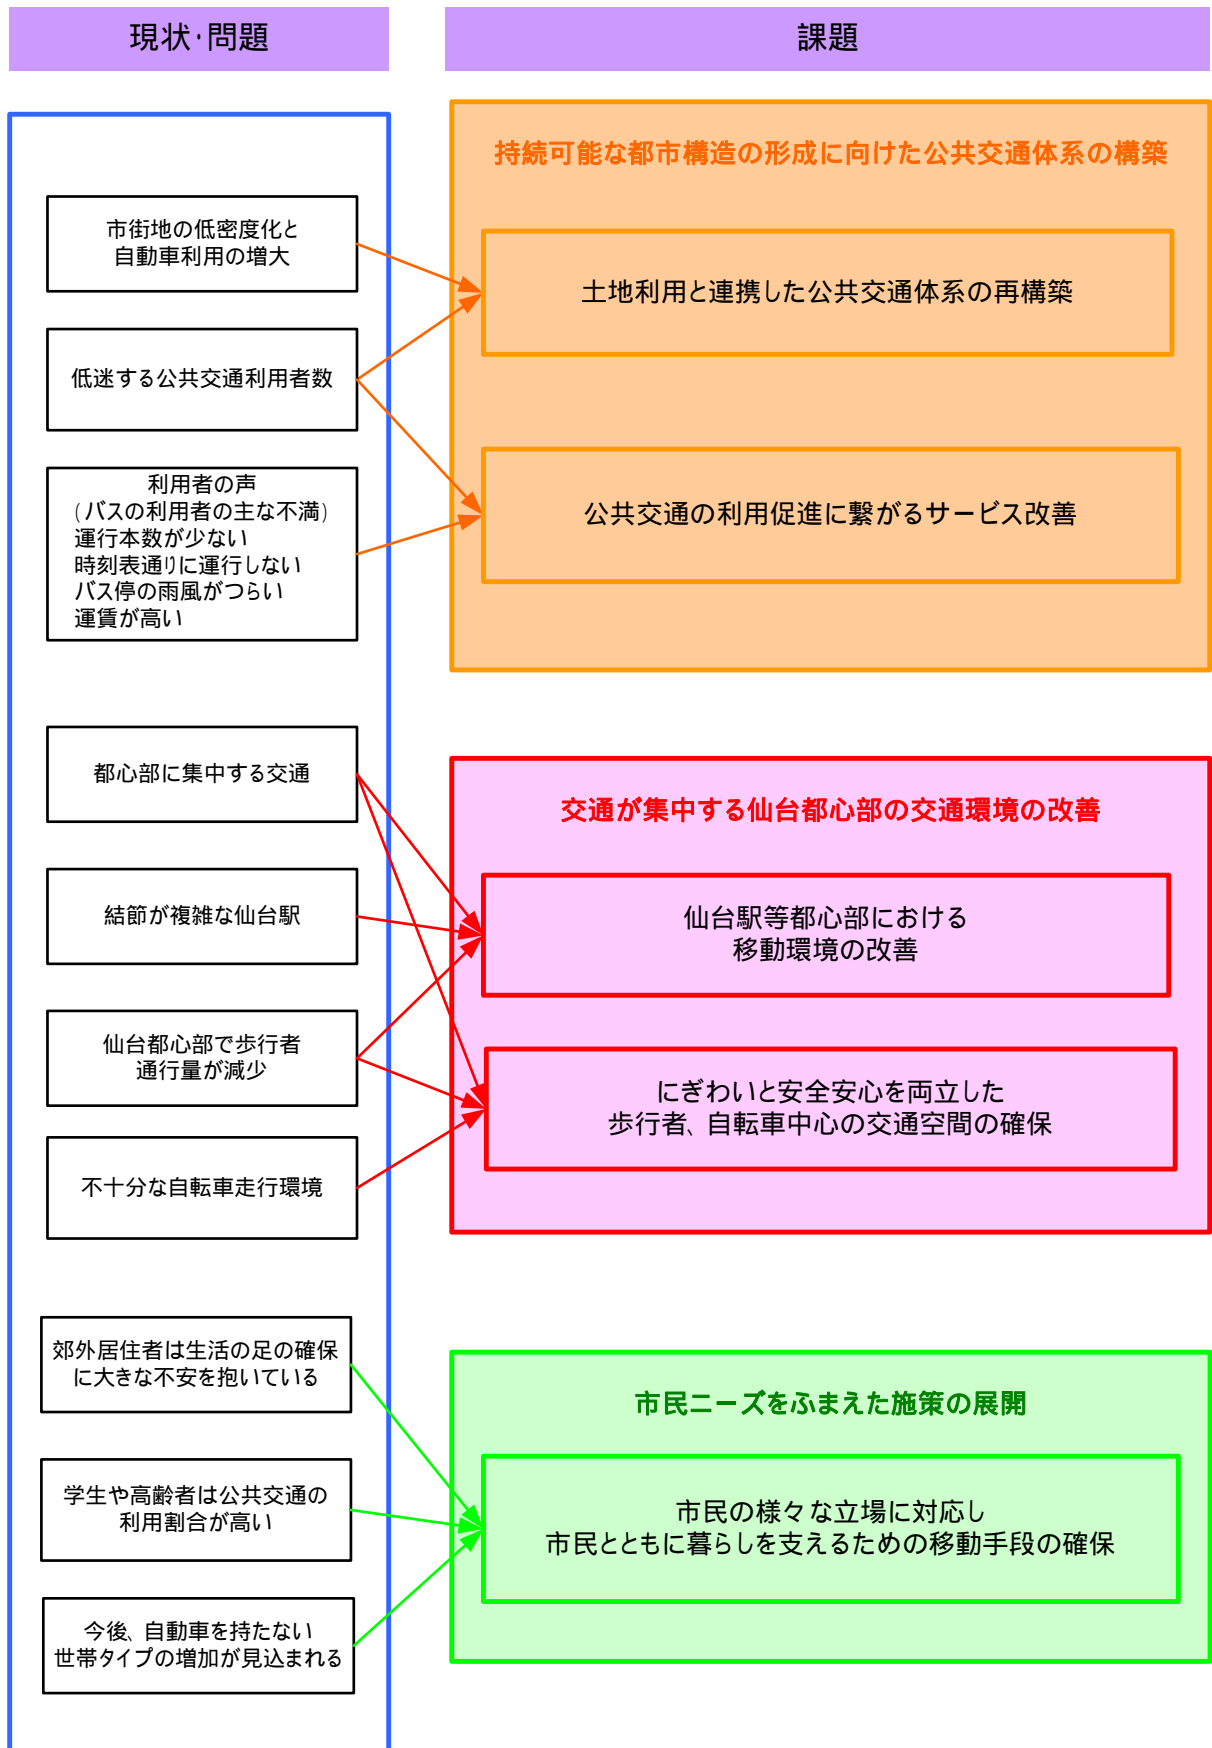 現状・問題
課題
持続可能な都市構造の形成に向けた公共交通体系の構築
市街地の低密度化と
自動車利用の増大
土地利用と連携した公共交通体系の再構築
低迷する公共交通利用者数
利用者の声
(バスの利用者の主な不満)
運行本数が少ない
時刻表通りに運行しない
バス停の雨風がつらい
運賃が高い
公共交通の利用促進に繋がるサービス改善
都心部に集中する交通
交通が集中する仙台都心部の交通環境の改善
結節が複雑な仙台駅
仙台駅等都心部における
移動環境の改善
仙台都心部で歩行者
通行量が減少
にぎわいと安全安心を両立した
歩行者、自転車中心の交通空間の確保
不十分な自転車走行環境
郊外居住者は生活の足の確保
に大きな不安を抱いている
市民ニーズをふまえた施策の展開
学生や高齢者は公共交通の
利用割合が高い
市民の様々な立場に対応し
市民とともに暮らしを支えるための移動手段の確保
今後、自動車を持たない
世帯タイプの増加が見込まれる